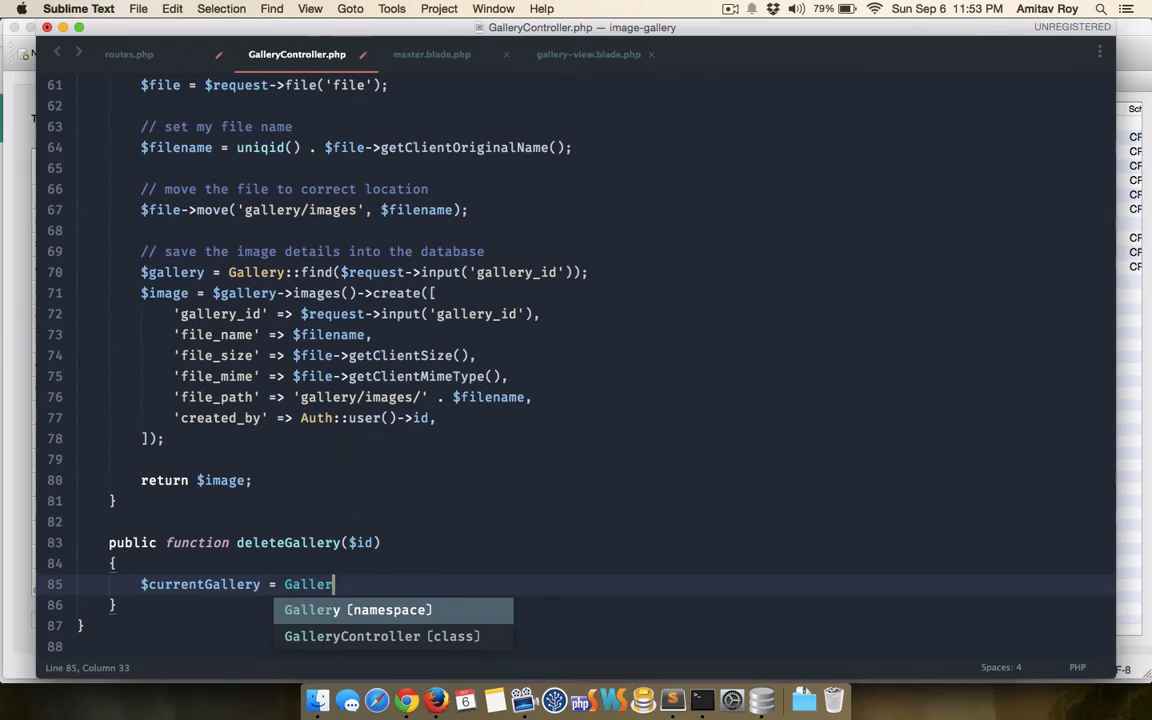 Sublime Text File Edit Selection Find View Goto Tools Project Window Help 79% Sun Sep 6 11:53 PM Amitav Roy
GalleryController.php — image-gallery UNREGISTERED
routes.php GalleryController.php master.blade.php gallery-view.blade.php
61 $file = $request->file('file');
62
63 // set my file name
64 $filename = uniqid() . $file->getClientOriginalName();
65
66 // move the file to correct location
67 $file->move('gallery/images', $filename);
68
69 // save the image details into the database
70 $gallery = Gallery::find($request->input('gallery_id'));
71 $image = $gallery->images()->create([
72 'gallery_id' => $request->input('gallery_id'),
73 'file_name' => $filename,
74 'file_size' => $file->getClientSize(),
75 'file_mime' => $file->getClientMimeType(),
76 'file_path' => 'gallery/images/' . $filename,
77 'created_by' => Auth::user()->id,
78 ]);
79
80 return $image;
81 }
82
83 public function deleteGallery($id)
84 {
85 $currentGallery = Galler
86 }
Gallery [namespace]
87 }
GalleryController [class]
88
Line 85, Column 33 Spaces: 4 PHP